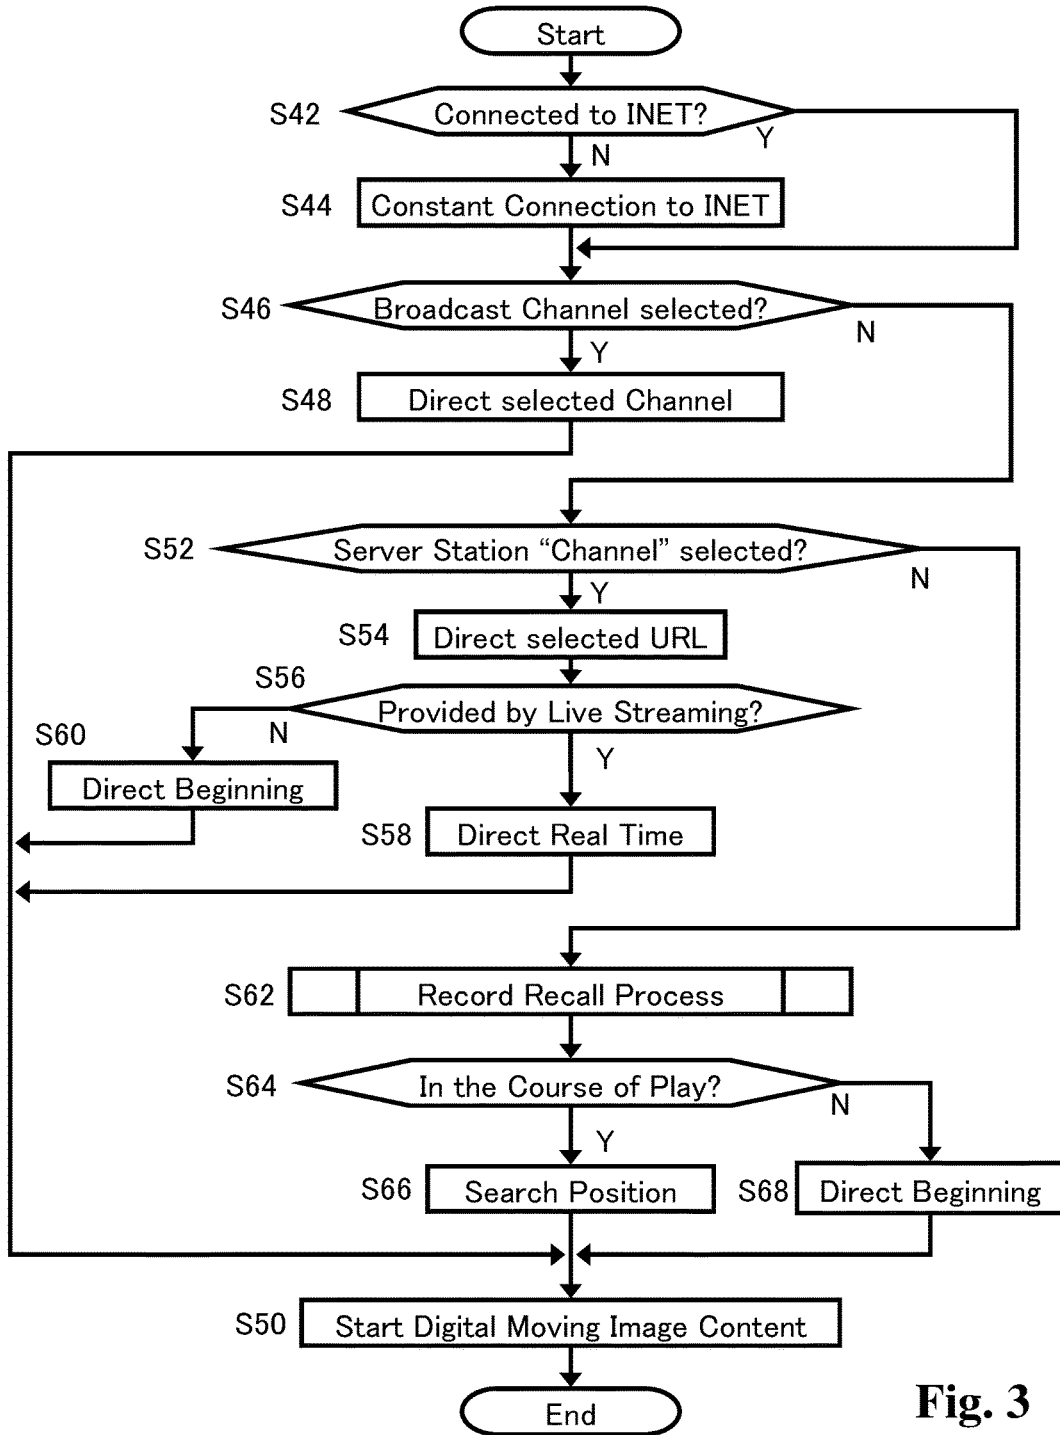 Start
S42
Connected to INET?
Y
N
S44
Constant Connection to INET
S46
Broadcast Channel selected?
N
Y
S48
Direct selected Channel
S52
Server Station “Channel” selected?
N
Y
S54
Direct selected URL
S56
Provided by Live Streaming?
N
Y
S60
Direct Beginning
S58
Direct Real Time
S62
Record Recall Process
S64
In the Course of Play?
N
Y
S66
Search Position
S68
Direct Beginning
S50
Start Digital Moving Image Content
End
Fig. 3